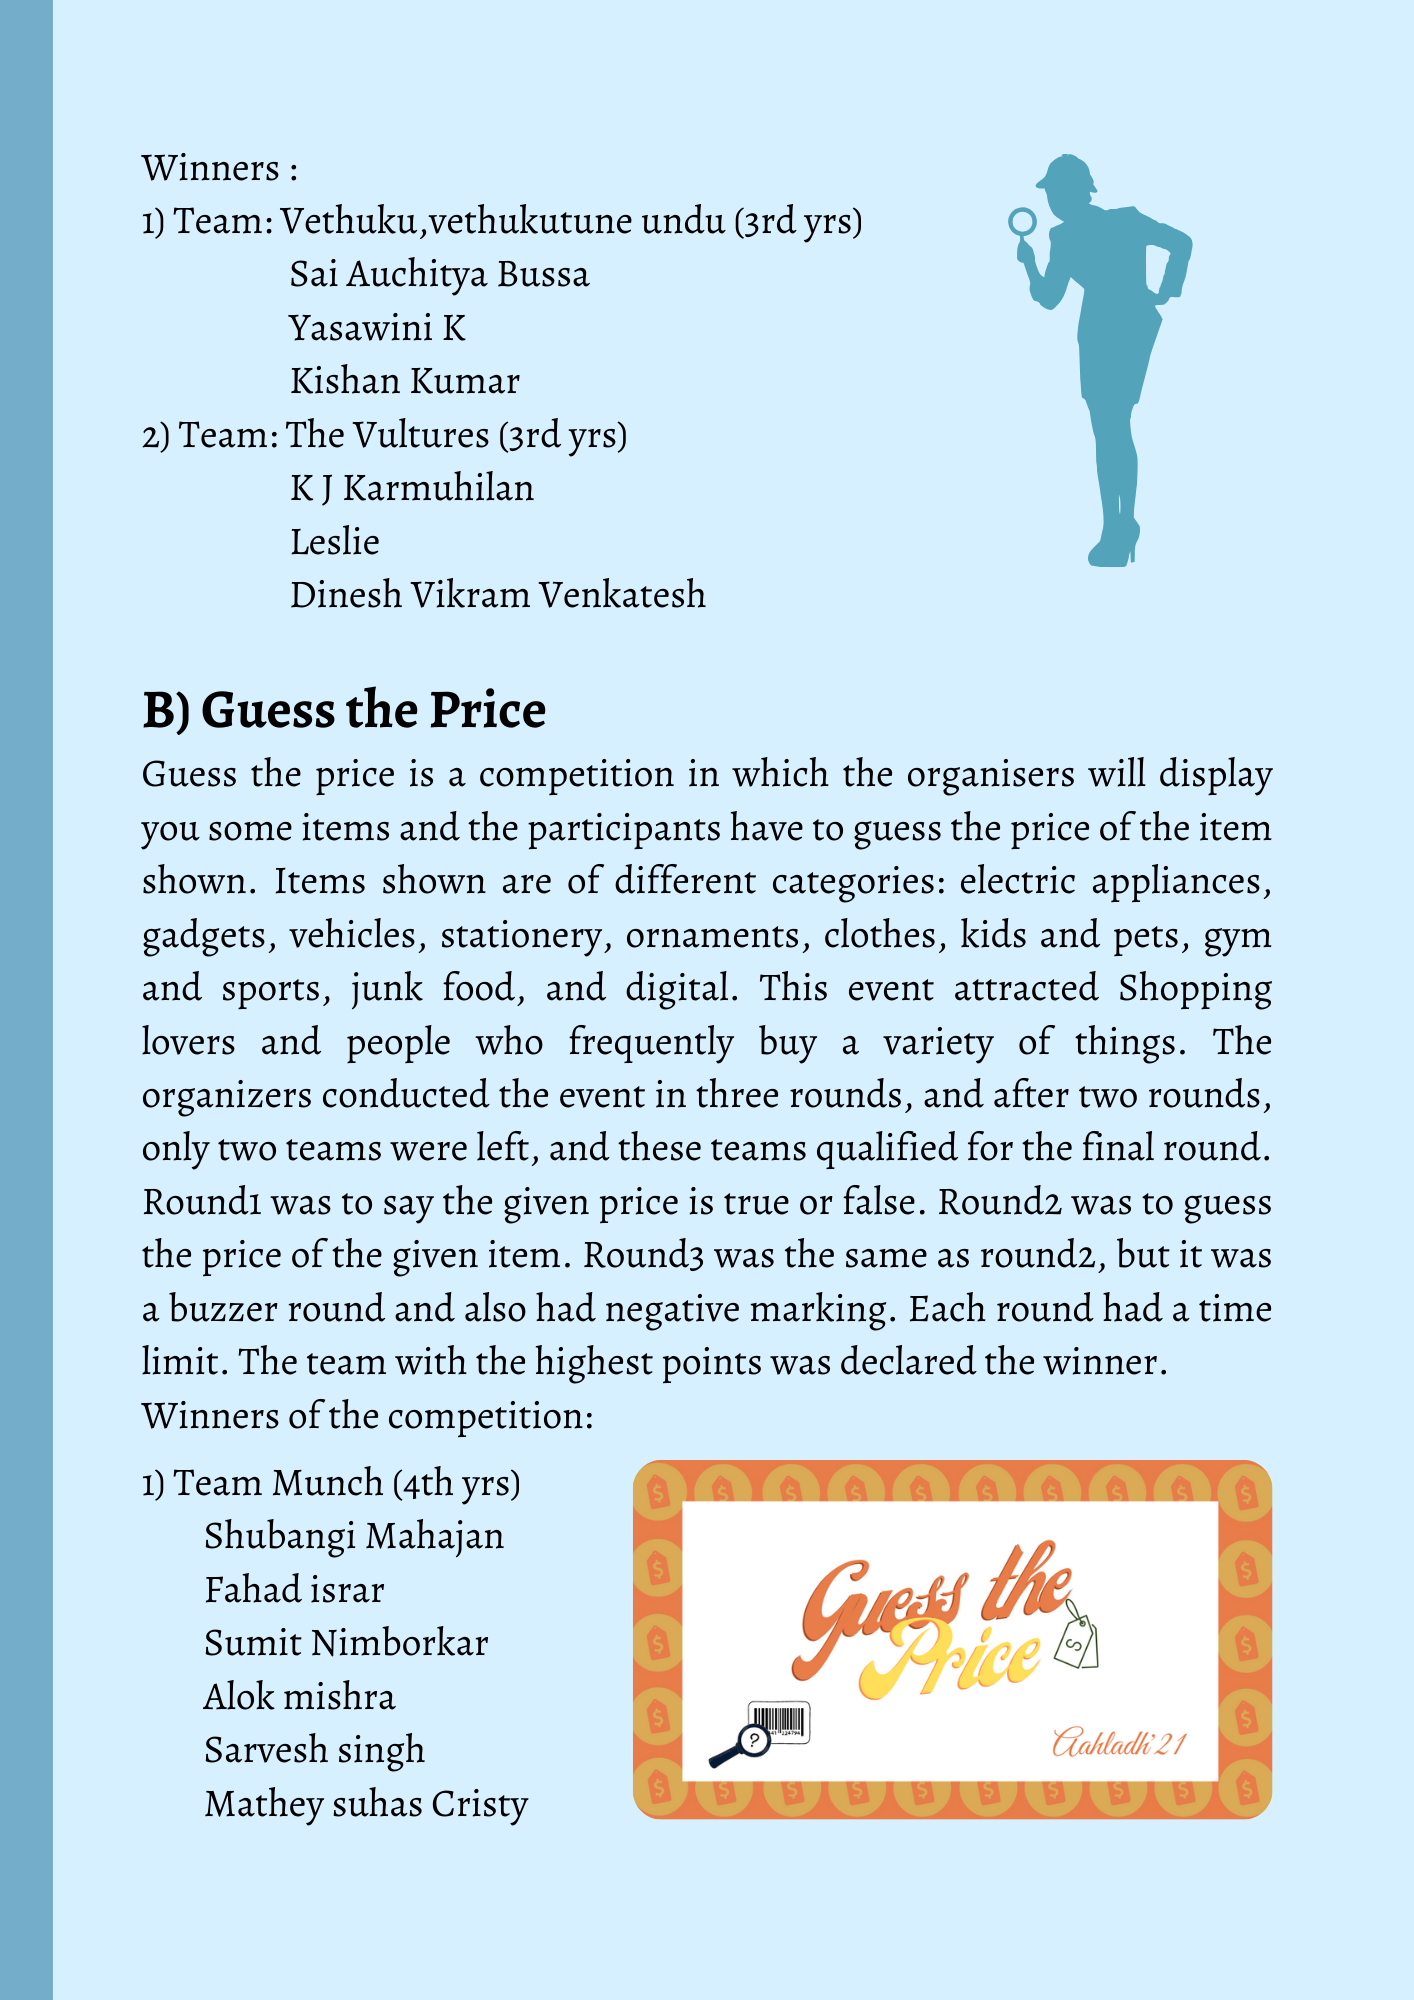 Winners :
1) Team: Vethuku,vethukutune undu (3rd yrs)
Sai Auchitya Bussa
Yasawini K
Kishan Kumar
2) Team: The Vultures (3rd yrs)
K J Karmuhilan
Leslie
Dinesh Vikram Venkatesh
B) Guess the Price
Guess the price is a competition in which the organisers will display
you some items and the participants have to guess the price of the item
shown. Items shown are of different categories: electric appliances,
gadgets, vehicles, stationery, ornaments, clothes, kids and pets, gym
and sports, junk food, and digital. This event attracted Shopping
lovers and people who frequently buy a variety of things. The
organizers conducted the event in three rounds, and after two rounds,
only two teams were left, and these teams qualified for the final round.
Round1 was to say the given price is true or false. Round2 was to guess
the price of the given item. Round3 was the same as round2, but it was
a buzzer round and also had negative marking. Each round had a time
limit. The team with the highest points was declared the winner.
Winners of the competition:
1) Team Munch (4th yrs)
Shubangi Mahajan
Fahad israr
Sumit Nimborkar
Alok mishra
Sarvesh singh
Mathey suhas Cristy
Guess the
Price
Aahladh'21